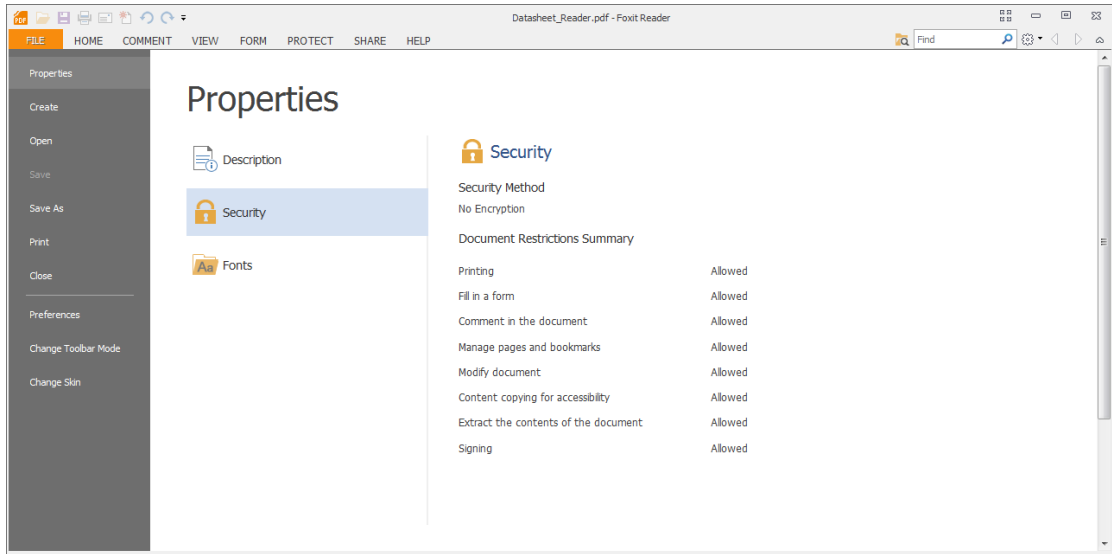 PDF
Datasheet_Reader.pdf - Foxit Reader
FILE HOME COMMENT VIEW FORM PROTECT SHARE HELP Find
Properties
Create
Open
Save
Save As
Print
Close
Preferences
Change Toolbar Mode
Change Skin
Properties
Description
Security
Aa Fonts
Security
Security Method
No Encryption
Document Restrictions Summary
Printing Allowed
Fill in a form Allowed
Comment in the document Allowed
Manage pages and bookmarks Allowed
Modify document Allowed
Content copying for accessibility Allowed
Extract the contents of the document Allowed
Signing Allowed